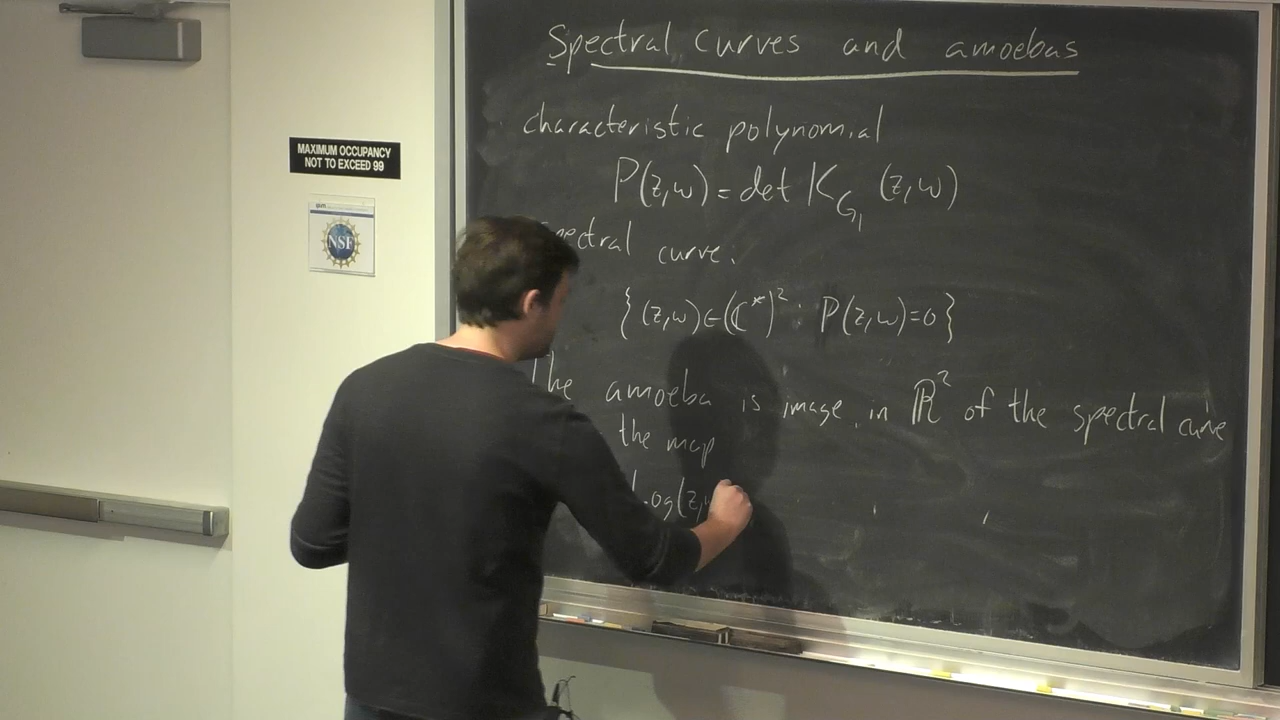 Spectral Curves and amoebas
characteristic polynomial
P(z,w) = det K_{G_1} (z,w)
MAXIMUM OCCUPANCY
NOT TO EXCEED 99
NSF
curve.
{(z,w)∈(ℂ*)² : P(z,w)=0}
The amoeba is image in ℝ² of the spectral curve
the map
Log(z,